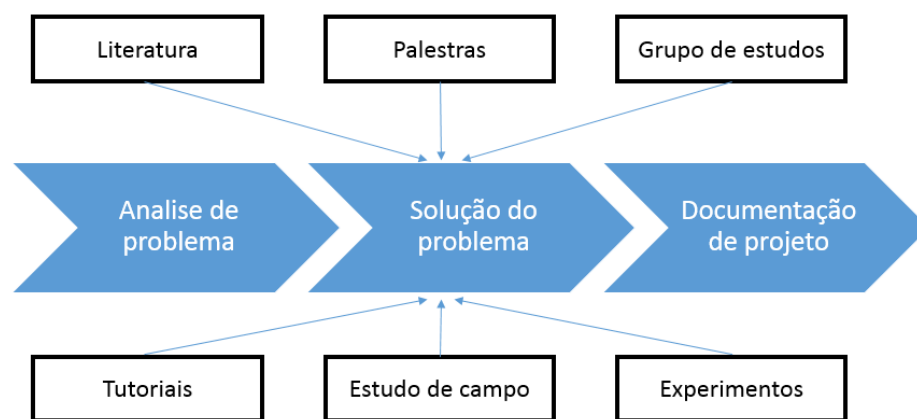 Literatura
Palestras
Grupo de estudos
Analise de
problema
Solução do
problema
Documentação
de projeto
Tutoriais
Estudo de campo
Experimentos